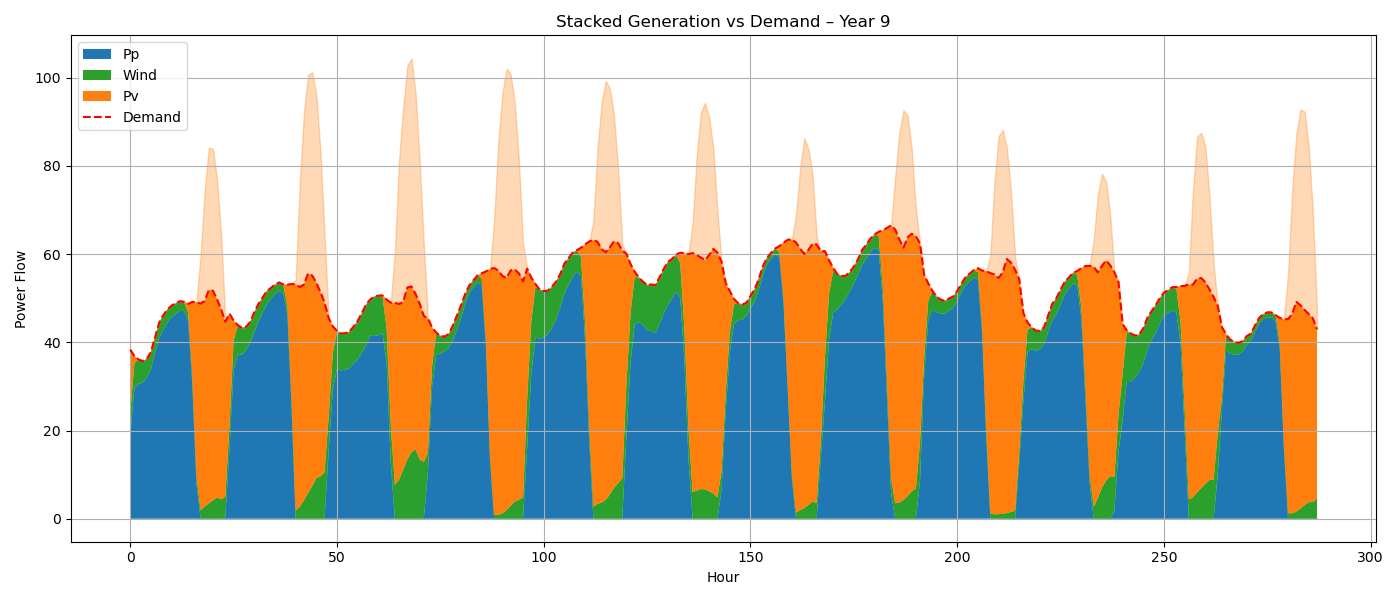 Stacked Generation vs Demand – Year 9
Pp
Wind
Pv
Demand
Power Flow
100
80
60
40
20
0
0 50 100 150 200 250 300
Hour